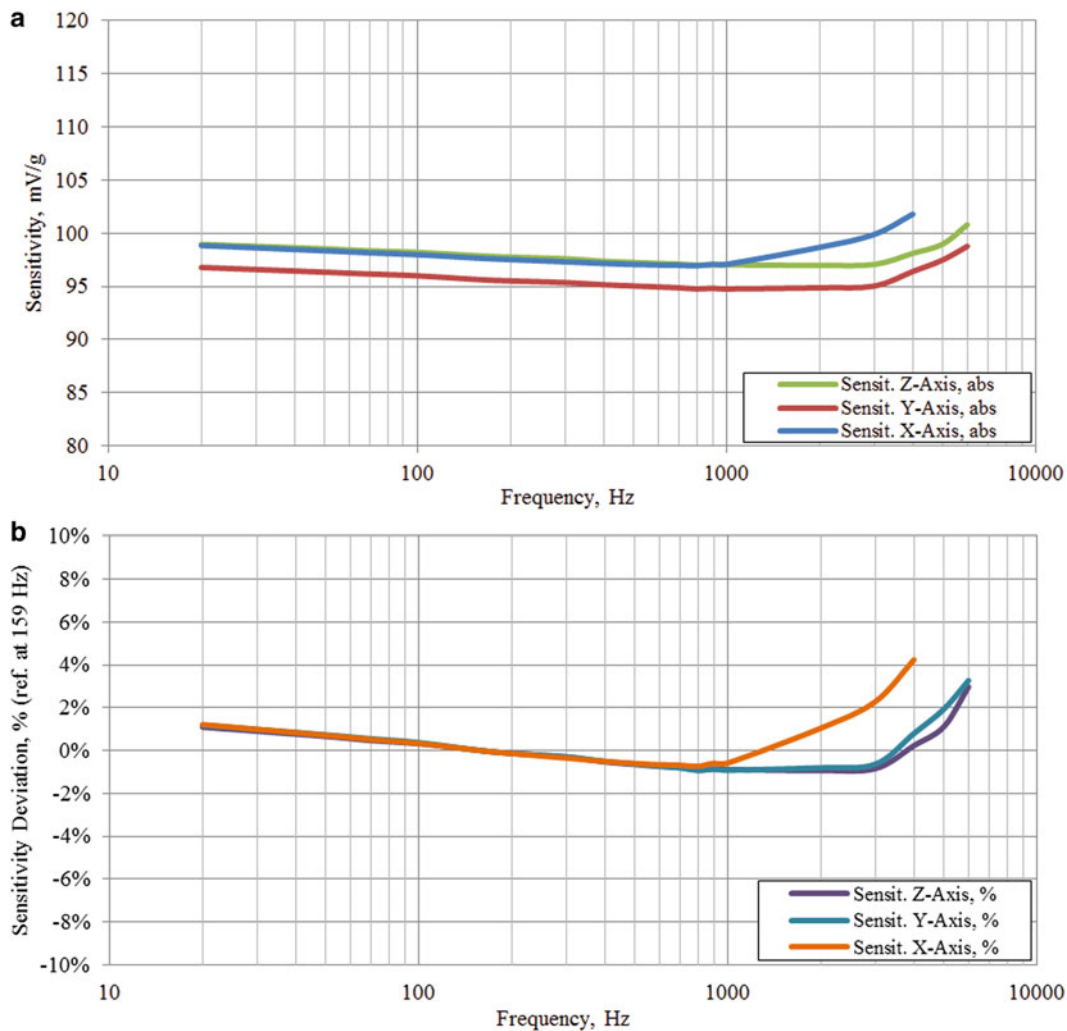 a
120
115
110
105
100
95
90
85
80
Sensitivity, mV/g
Sensit. Z-Axis, abs
Sensit. Y-Axis, abs
Sensit. X-Axis, abs
10
100
1000
10000
Frequency, Hz
b
10%
8%
6%
4%
2%
0%
-2%
-4%
-6%
-8%
-10%
Sensitivity Deviation, % (ref. at 159 Hz)
Sensit. Z-Axis, %
Sensit. Y-Axis, %
Sensit. X-Axis, %
10
100
1000
10000
Frequency, Hz